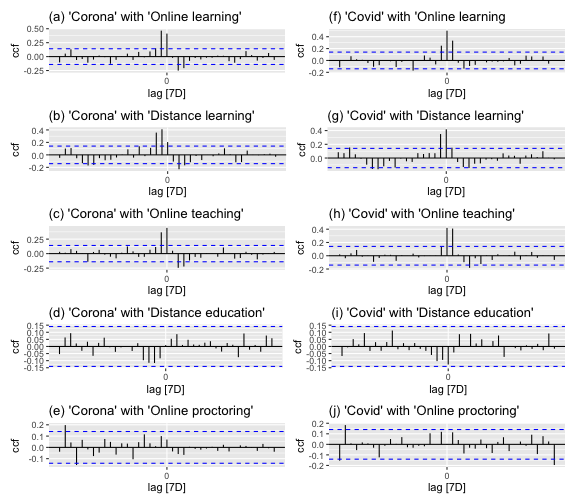 (a) 'Corona' with 'Online learning'
0.50
0.25
0.00
-0.25
ccf
0
lag [7D]
(f) 'Covid' with 'Online learning
0.4
0.2
0.0
-0.2
ccf
0
lag [7D]
(b) 'Corona' with 'Distance learning'
0.4
0.2
0.0
-0.2
ccf
0
lag [7D]
(g) 'Covid' with 'Distance learning'
0.4
0.2
0.0
ccf
0
lag [7D]
(c) 'Corona' with 'Online teaching'
0.25
0.00
-0.25
ccf
0
lag [7D]
(h) 'Covid' with 'Online teaching'
0.4
0.2
0.0
-0.2
ccf
0
lag [7D]
(d) 'Corona' with 'Distance education'
0.15
0.10
0.05
0.00
-0.05
-0.10
-0.15
ccf
0
lag [7D]
(i) 'Covid' with 'Distance education'
0.15
0.10
0.05
0.00
-0.05
-0.10
-0.15
ccf
0
lag [7D]
(e) 'Corona' with 'Online proctoring'
0.2
0.1
0.0
-0.1
ccf
0
lag [7D]
(j) 'Covid' with 'Online proctoring'
0.2
0.1
0.0
-0.1
-0.2
ccf
0
lag [7D]